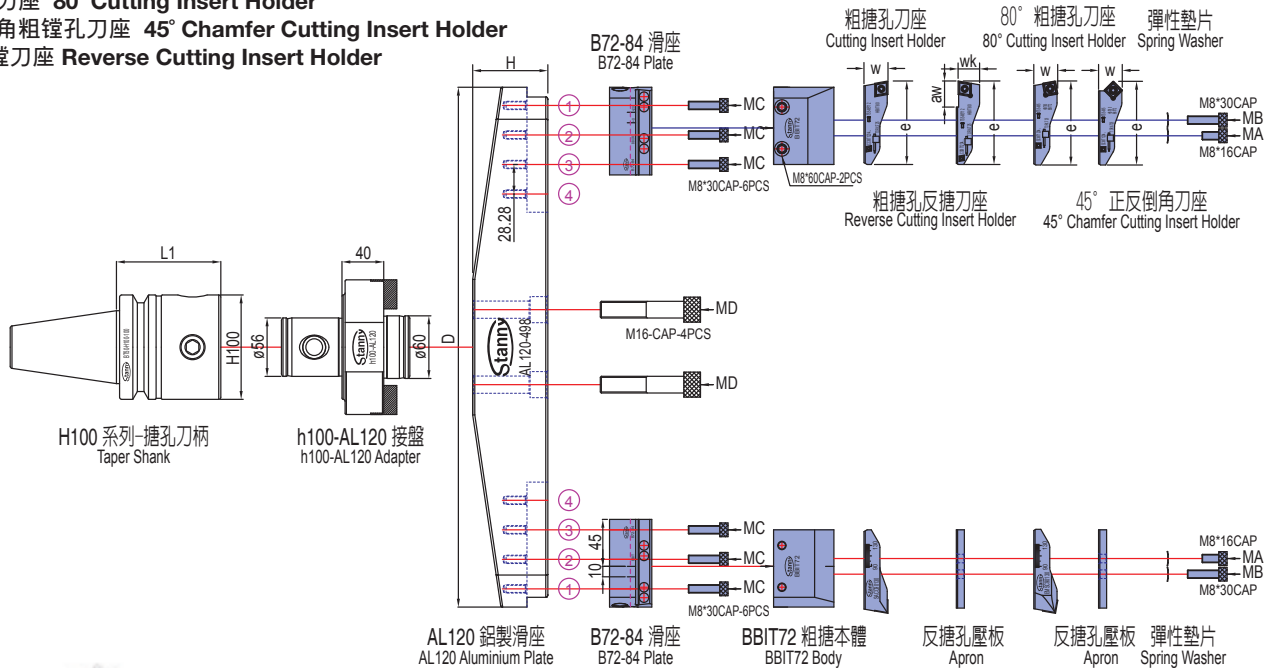 刀座 80° Cutting Insert Holder
角粗镗孔刀座 45° Chamfer Cutting Insert Holder
镗刀座 Reverse Cutting Insert Holder
B72-84 滑座
B72-84 Plate
粗搪孔刀座
Cutting Insert Holder
80° 粗搪孔刀座
80° Cutting Insert Holder
彈性墊片
Spring Washer
H
w
wk
w
w
aw
e
e
e
e
①
②
③
④
MC
MC
MC
M8*30CAP-6PCS
Stanny
BBIT72
M8*60CAP-2PCS
M8*30CAP
MB
MA
M8*16CAP
粗搪孔反搪刀座
Reverse Cutting Insert Holder
45° 正反倒角刀座
45° Chamfer Cutting Insert Holder
28.28
L1
40
D
H100
ø56
ø60
Stanny
h100-AL120
Stanny
AL120-498
MD
M16-CAP-4PCS
MD
H100 系列-搪孔刀柄
Taper Shank
h100-AL120 接盤
h100-AL120 Adapter
④
③
②
①
45
10
MC
MC
MC
M8*30CAP-6PCS
Stanny
BBIT72
M8*16CAP
MA
MB
M8*30CAP
AL120 鋁製滑座
AL120 Aluminium Plate
B72-84 滑座
B72-84 Plate
BBIT72 粗搪本體
BBIT72 Body
反搪孔壓板
Apron
反搪孔壓板
Apron
彈性墊片
Spring Washer